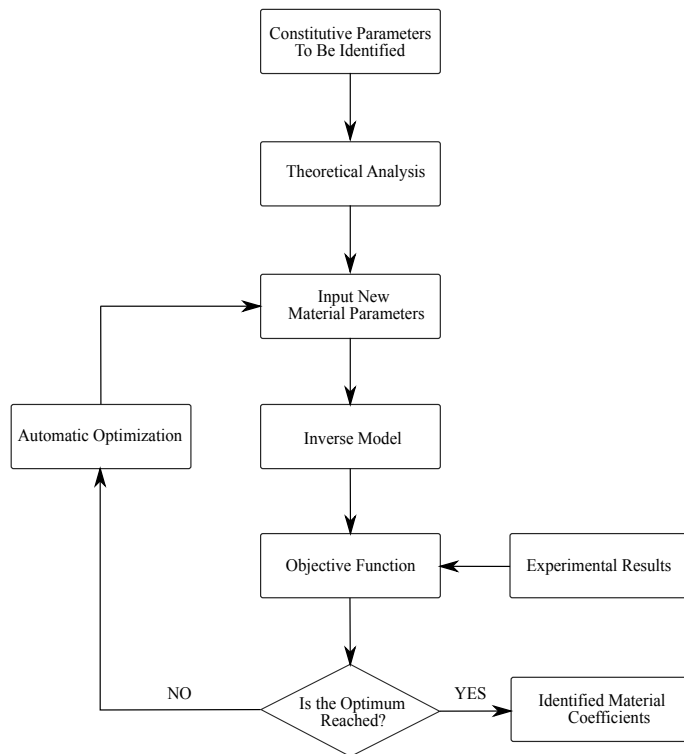 Constitutive Parameters
To Be Identified
Theoretical Analysis
Input New
Material Parameters
Automatic Optimization
Inverse Model
Objective Function
Experimental Results
NO
Is the Optimum
Reached?
YES
Identified Material
Coefficients